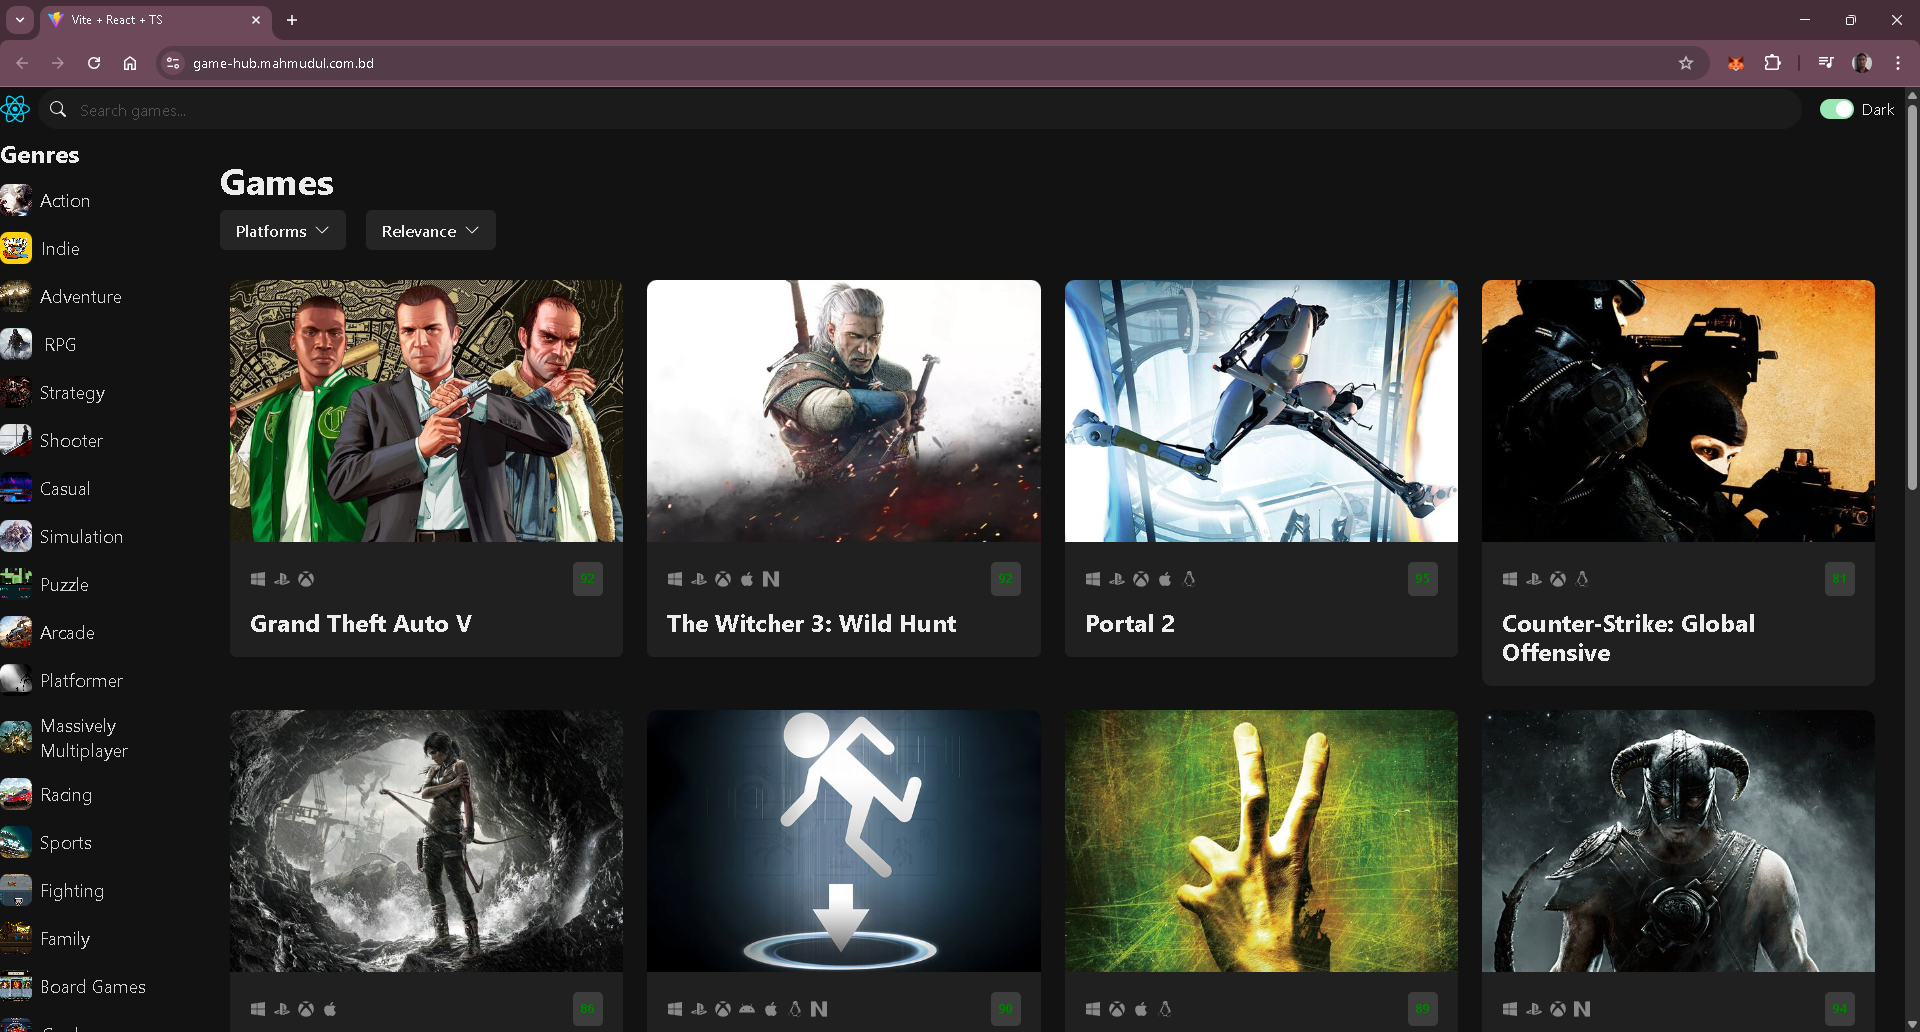 Vite + React + TS
game-hub.mahmudul.com.bd
Search games...
Dark
Genres
Action
Indie
Adventure
RPG
Strategy
Shooter
Casual
Simulation
Puzzle
Arcade
Platformer
Massively
Multiplayer
Racing
Sports
Fighting
Family
Board Games
Games
Platforms
Relevance
92
Grand Theft Auto V
92
The Witcher 3: Wild Hunt
95
Portal 2
81
Counter-Strike: Global
Offensive
86
90
89
94